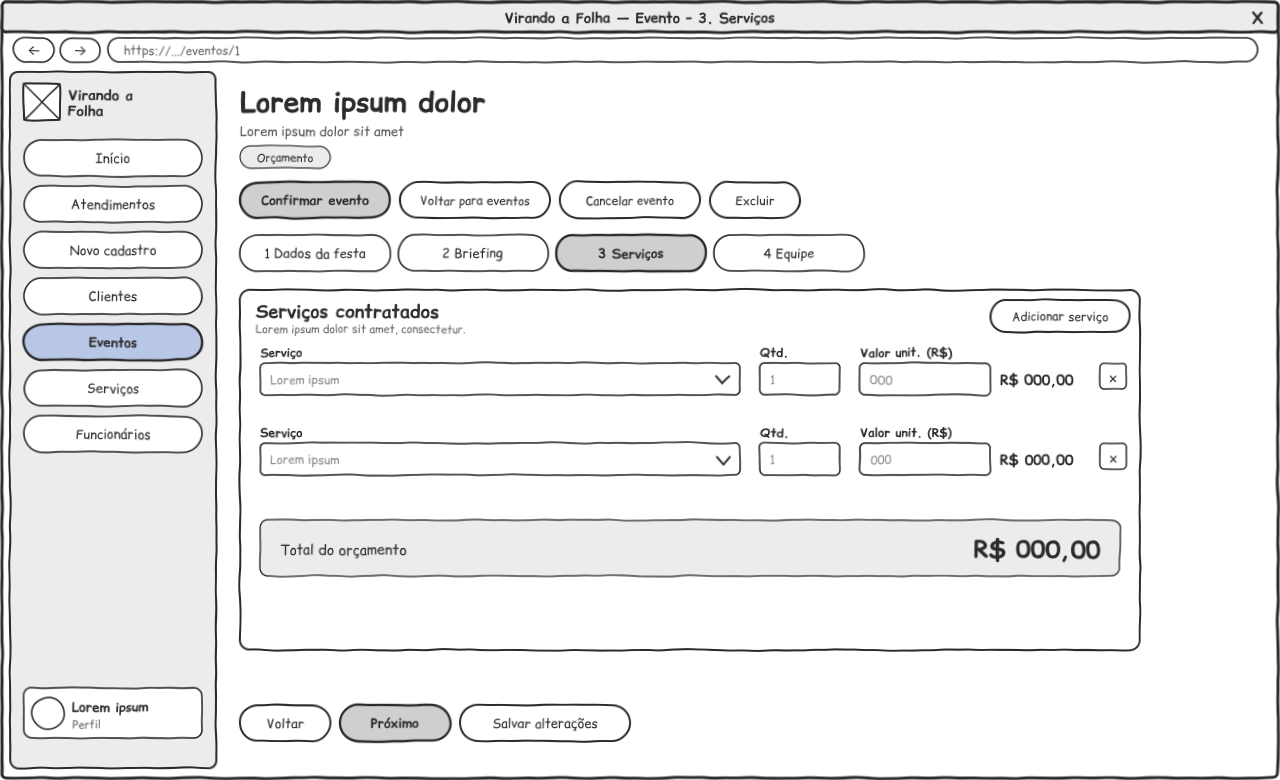 Virando a Folha — Evento - 3. Serviços
X
← →
https://.../eventos/1
Virando a
Folha
Início
Atendimentos
Novo cadastro
Clientes
Eventos
Serviços
Funcionários
Lorem ipsum
Perfil
Lorem ipsum dolor
Lorem ipsum dolor sit amet
Orçamento
Confirmar evento Voltar para eventos Cancelar evento Excluir
1 Dados da festa 2 Briefing 3 Serviços 4 Equipe
Serviços contratados
Lorem ipsum dolor sit amet, consectetur.
Adicionar serviço
Serviço Qtd. Valor unit. (R$)
Lorem ipsum 1 000 R$ 000,00 ×
Serviço Qtd. Valor unit. (R$)
Lorem ipsum 1 000 R$ 000,00 ×
Total do orçamento R$ 000,00
Voltar Próximo Salvar alterações